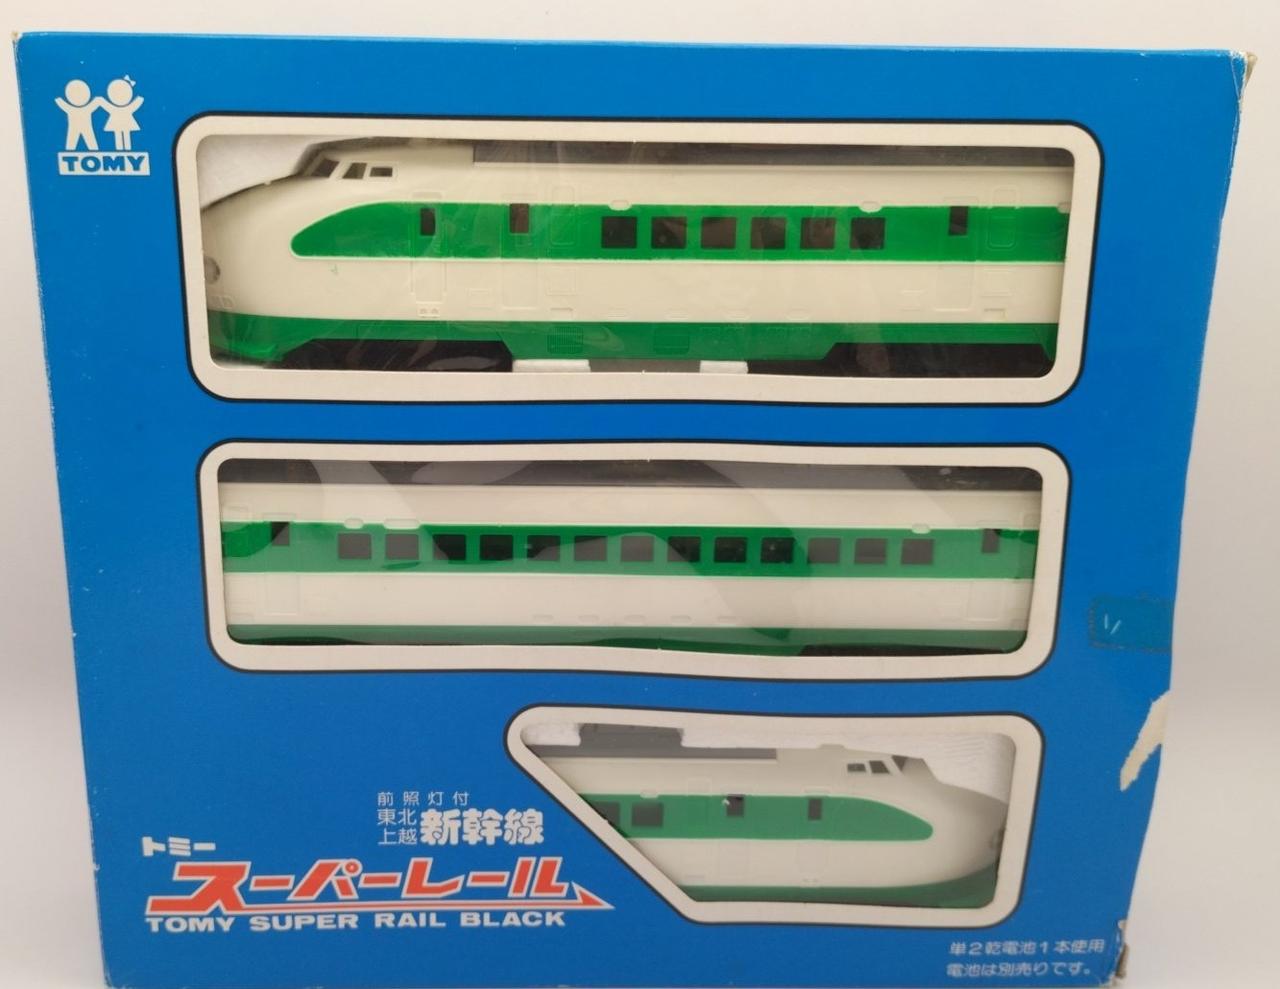 TOMY
前照灯付
東北
上越 新幹線
トミー
スーパーレール
TOMY SUPER RAIL BLACK
単2乾電池1本使用
電池は別売りです。